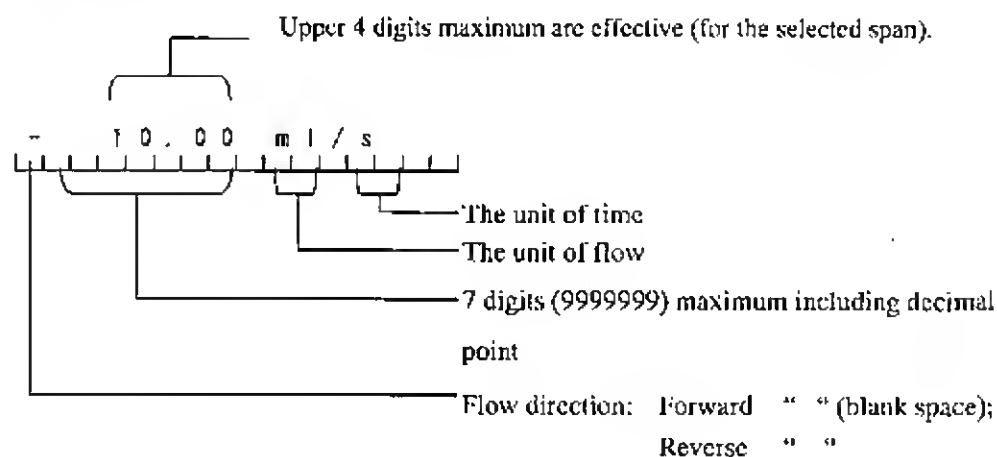 Upper 4 digits maximum are effective (for the selected span).
- 10.00 ml/s
The unit of time
The unit of flow
7 digits (9999999) maximum including decimal
point
Flow direction: Forward “ “ (blank space);
Reverse “ “